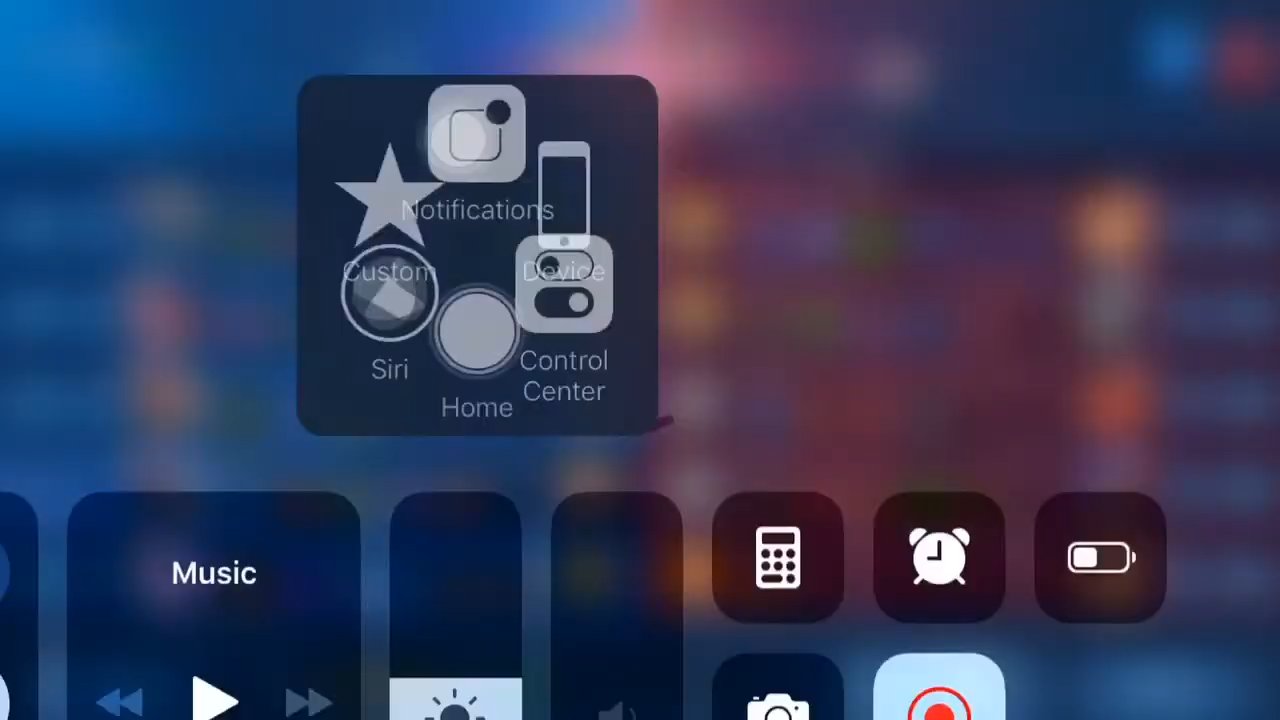 Notifications
Custom
Device
Siri
Control
Center
Home
Music